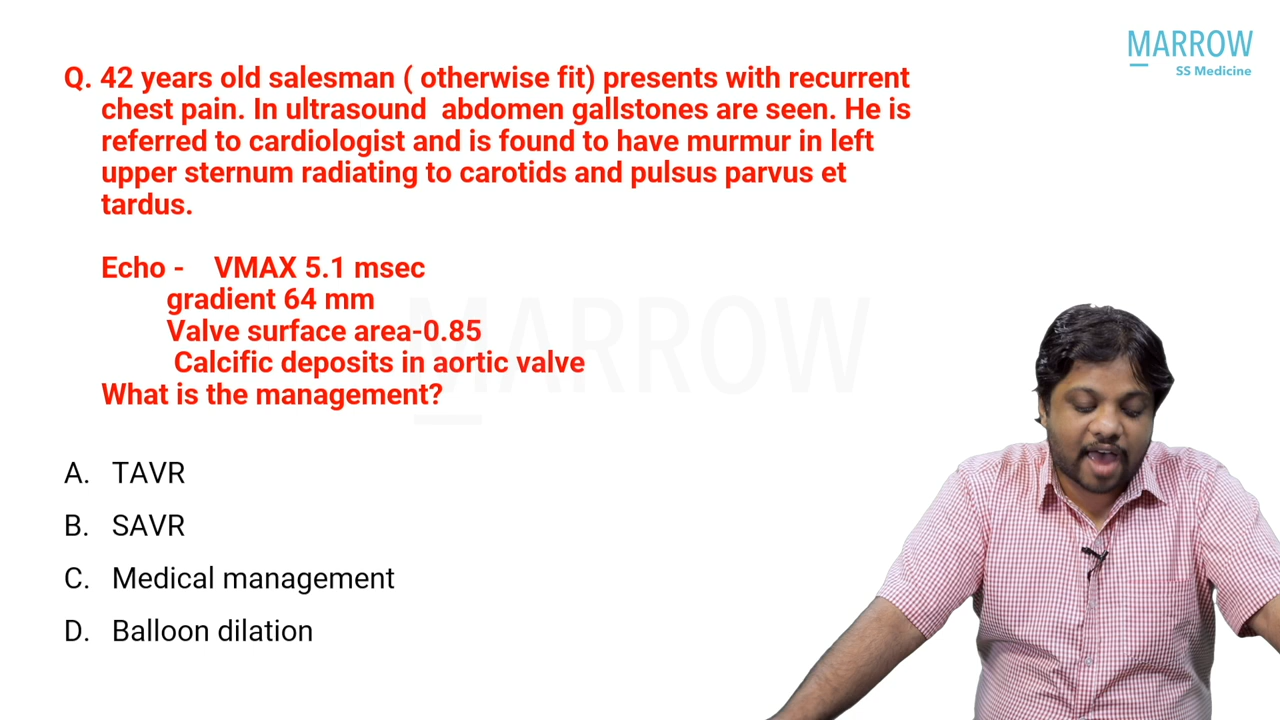 MARROW
SS Medicine
Q. 42 years old salesman ( otherwise fit) presents with recurrent
chest pain. In ultrasound abdomen gallstones are seen. He is
referred to cardiologist and is found to have murmur in left
upper sternum radiating to carotids and pulsus parvus et
tardus.
Echo - VMAX 5.1 msec
gradient 64 mm
Valve surface area-0.85
Calcific deposits in aortic valve
What is the management?
MARROW
A. TAVR
B. SAVR
C. Medical management
D. Balloon dilation